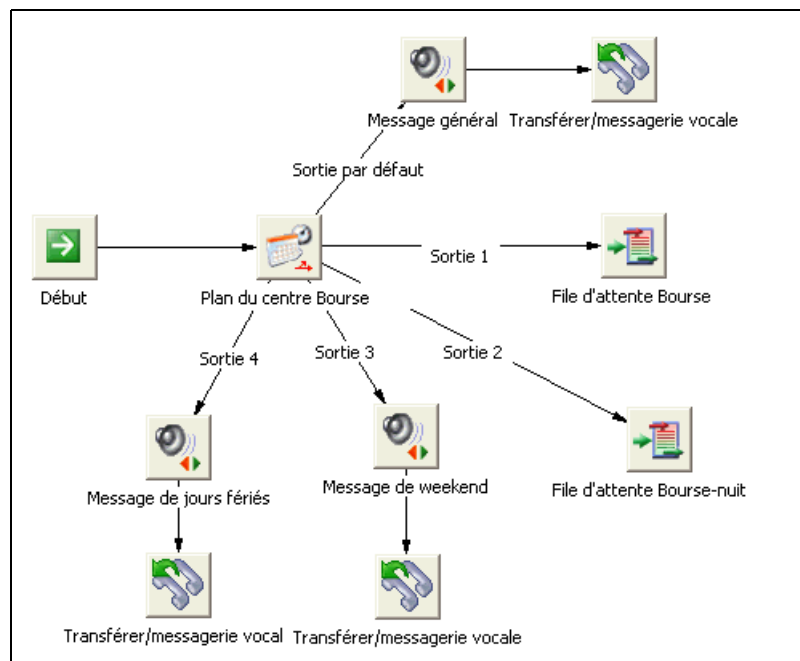 Message général
Transférer/messagerie vocale
Sortie par défaut
Sortie 1
Début
Plan du centre Bourse
File d'attente Bourse
Sortie 4
Sortie 3
Sortie 2
Message de jours fériés
Message de weekend
File d'attente Bourse-nuit
Transférer/messagerie vocal
Transférer/messagerie vocale